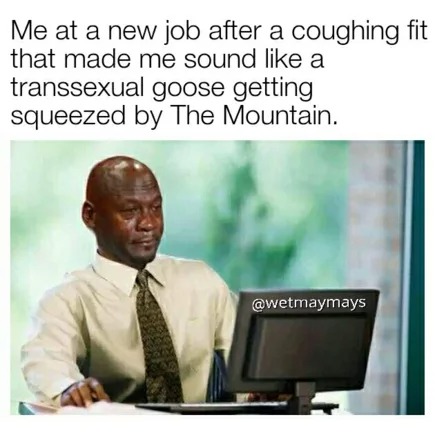 Me at a new job after a coughing fit
that made me sound like a
transsexual goose getting
squeezed by The Mountain.
@wetmaymays